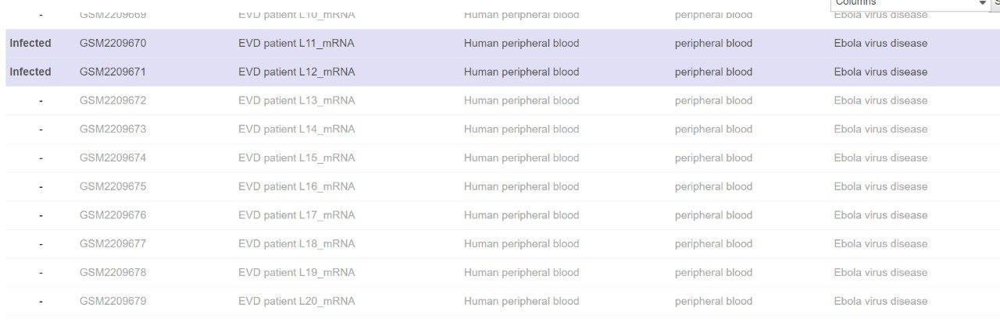 Columns S
- GSM2209669 EVD patient L10_mRNA Human peripheral blood peripheral blood Ebola virus disease
Infected GSM2209670 EVD patient L11_mRNA Human peripheral blood peripheral blood Ebola virus disease
Infected GSM2209671 EVD patient L12_mRNA Human peripheral blood peripheral blood Ebola virus disease
- GSM2209672 EVD patient L13_mRNA Human peripheral blood peripheral blood Ebola virus disease
- GSM2209673 EVD patient L14_mRNA Human peripheral blood peripheral blood Ebola virus disease
- GSM2209674 EVD patient L15_mRNA Human peripheral blood peripheral blood Ebola virus disease
- GSM2209675 EVD patient L16_mRNA Human peripheral blood peripheral blood Ebola virus disease
- GSM2209676 EVD patient L17_mRNA Human peripheral blood peripheral blood Ebola virus disease
- GSM2209677 EVD patient L18_mRNA Human peripheral blood peripheral blood Ebola virus disease
- GSM2209678 EVD patient L19_mRNA Human peripheral blood peripheral blood Ebola virus disease
- GSM2209679 EVD patient L20_mRNA Human peripheral blood peripheral blood Ebola virus disease